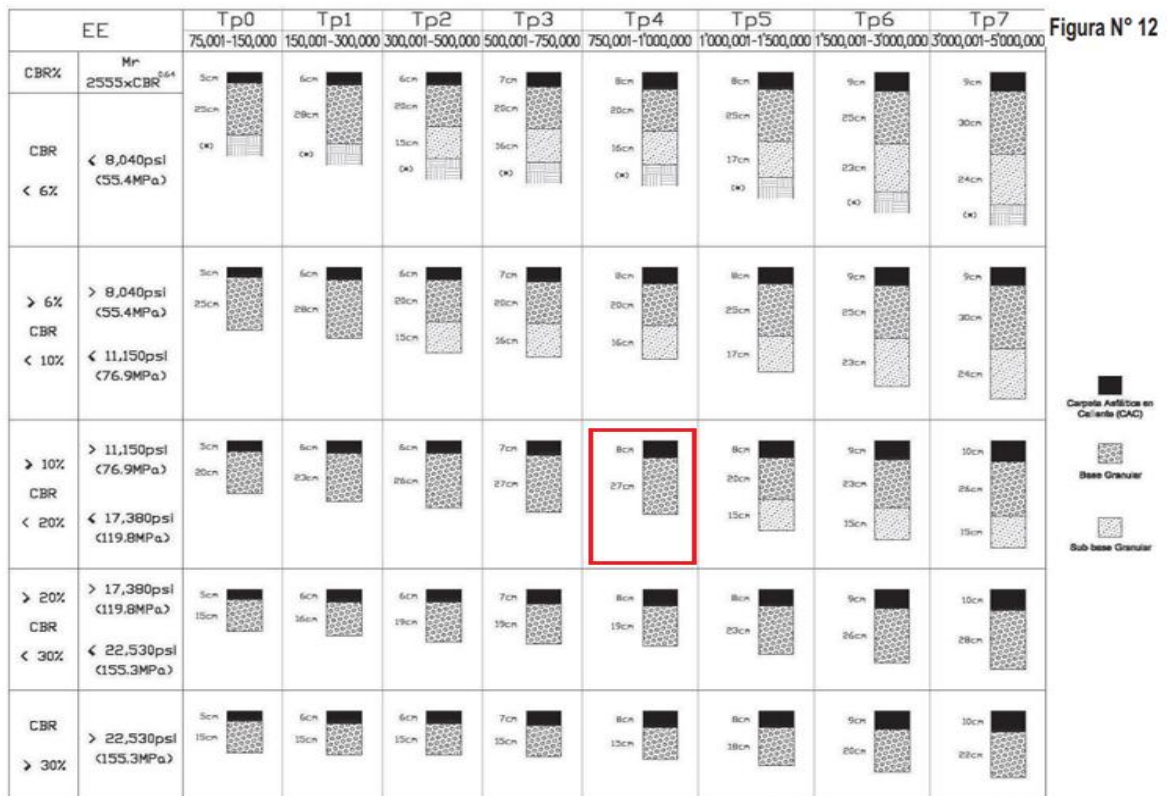 EE Tp0 Tp1 Tp2 Tp3 Tp4 Tp5 Tp6 Tp7
75,001-150,000 150,001-300,000 300,001-500,000 500,001-750,000 750,001-1'000,000 1'000,001-1'500,000 1'500,001-3'000,000 3'000,001-5'000,000
Figura N° 12
CBR% Mr
2555xCBR^0.64
5cm 6cm 6cm 7cm 8cm 8cm 9cm 9cm
25cm 28cm 20cm 20cm 20cm 25cm 25cm 30cm
15cm 16cm 16cm 17cm 23cm 24cm
(*) (*) (*) (*) (*) (*) (*) (*)
CBR
< 6%
≤ 8,040psi
(55.4MPa)
5cm 6cm 6cm 7cm 8cm 8cm 9cm 9cm
25cm 28cm 20cm 20cm 20cm 25cm 25cm 30cm
15cm 16cm 16cm 17cm 23cm 24cm
≥ 6%
CBR
< 10%
> 8,040psi
(55.4MPa)
≤ 11,150psi
(76.9MPa)
5cm 6cm 6cm 7cm 8cm 8cm 9cm 10cm
20cm 23cm 26cm 27cm 27cm 20cm 23cm 26cm
15cm 15cm 15cm
≥ 10%
CBR
< 20%
> 11,150psi
(76.9MPa)
≤ 17,380psi
(119.8MPa)
5cm 6cm 6cm 7cm 8cm 8cm 9cm 10cm
15cm 16cm 19cm 19cm 19cm 23cm 26cm 28cm
≥ 20%
CBR
< 30%
> 17,380psi
(119.8MPa)
≤ 22,530psi
(155.3MPa)
5cm 6cm 6cm 7cm 8cm 8cm 9cm 10cm
15cm 15cm 15cm 15cm 15cm 18cm 20cm 22cm
CBR
≥ 30%
> 22,530psi
(155.3MPa)
Carpeta Asfáltica en
Caliente (CAC)
Base Granular
Sub base Granular